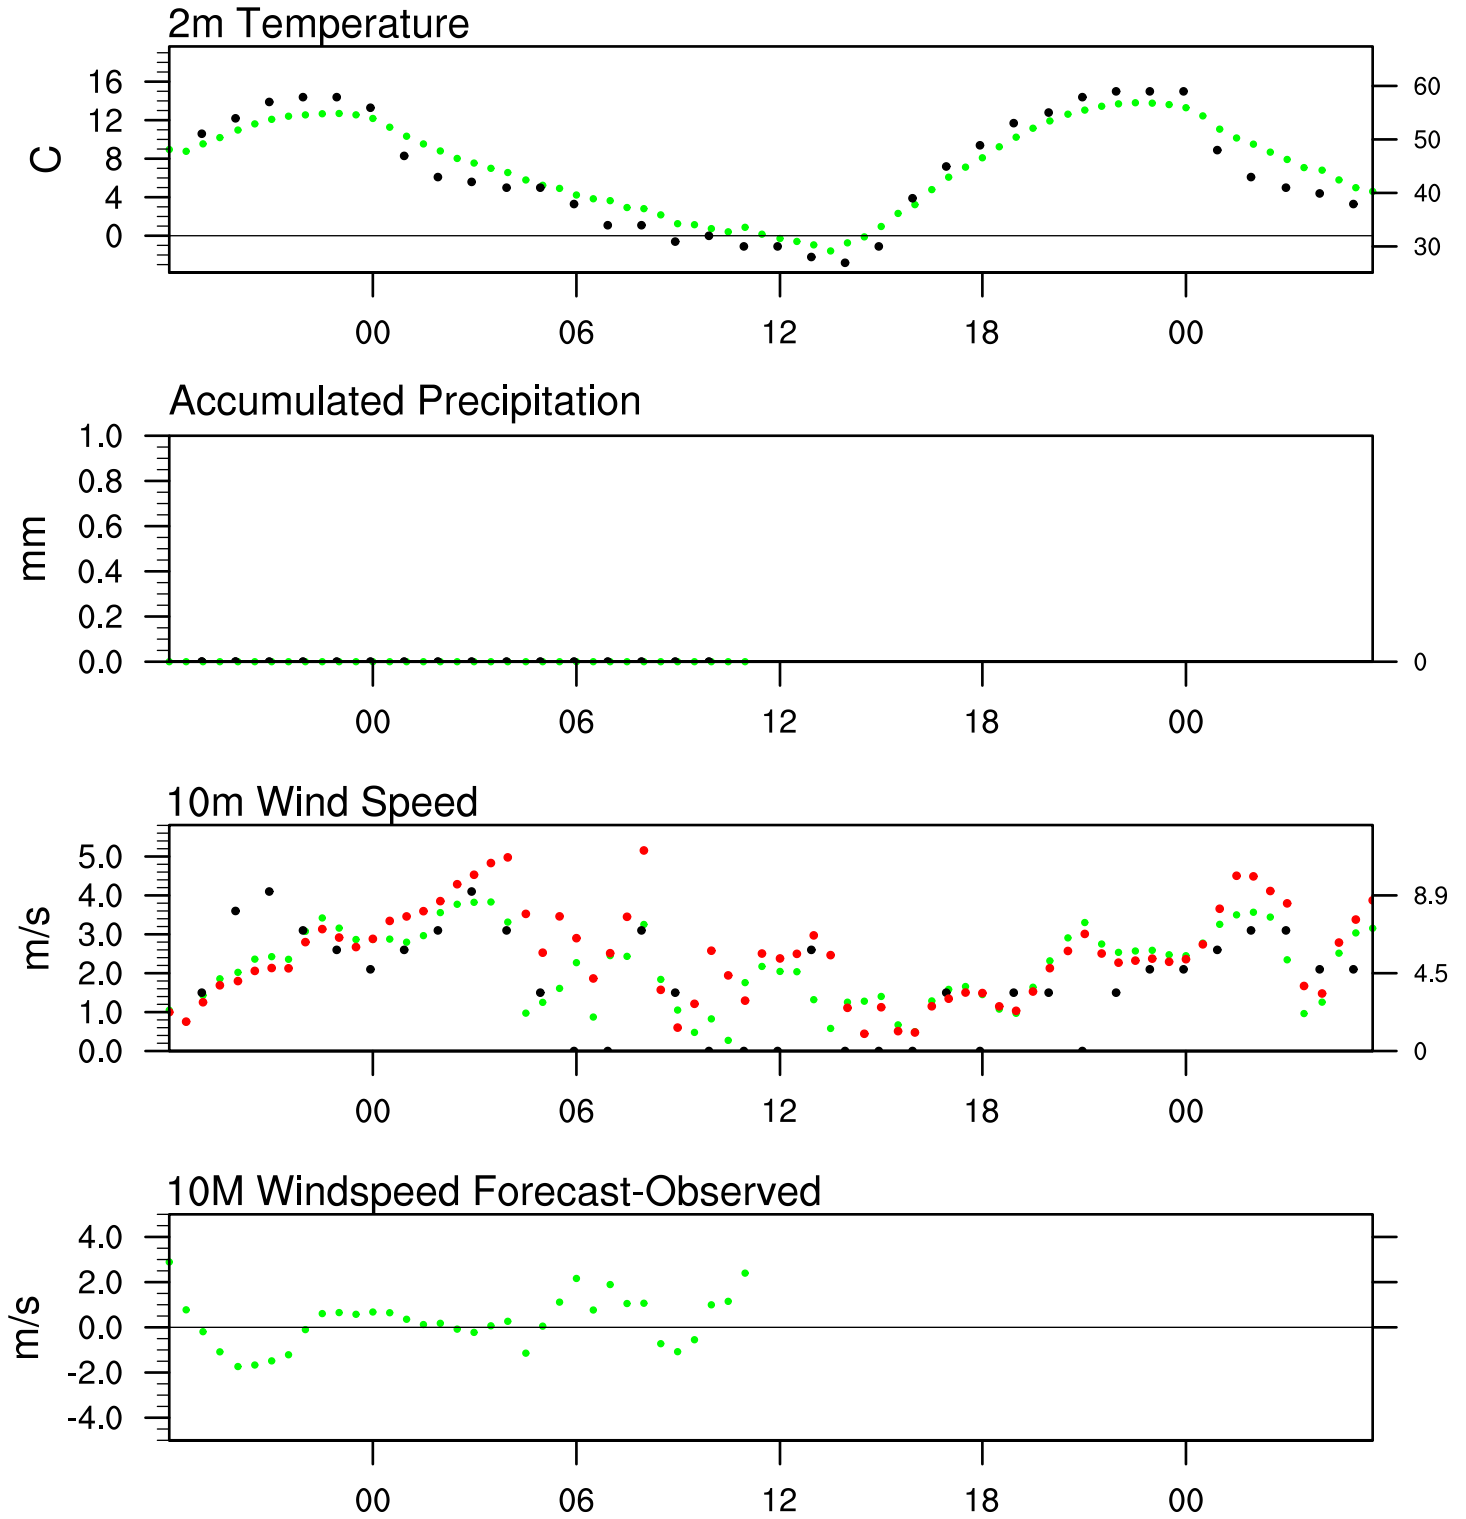 2m Temperature
16
12
8
4
0
C
60
50
40
30
00 06 12 18 00
Accumulated Precipitation
1.0
0.8
0.6
0.4
0.2
0.0
mm
0
00 06 12 18 00
10m Wind Speed
5.0
4.0
3.0
2.0
1.0
0.0
m/s
8.9
4.5
0
00 06 12 18 00
10M Windspeed Forecast-Observed
4.0
2.0
0.0
-2.0
-4.0
m/s
00 06 12 18 00